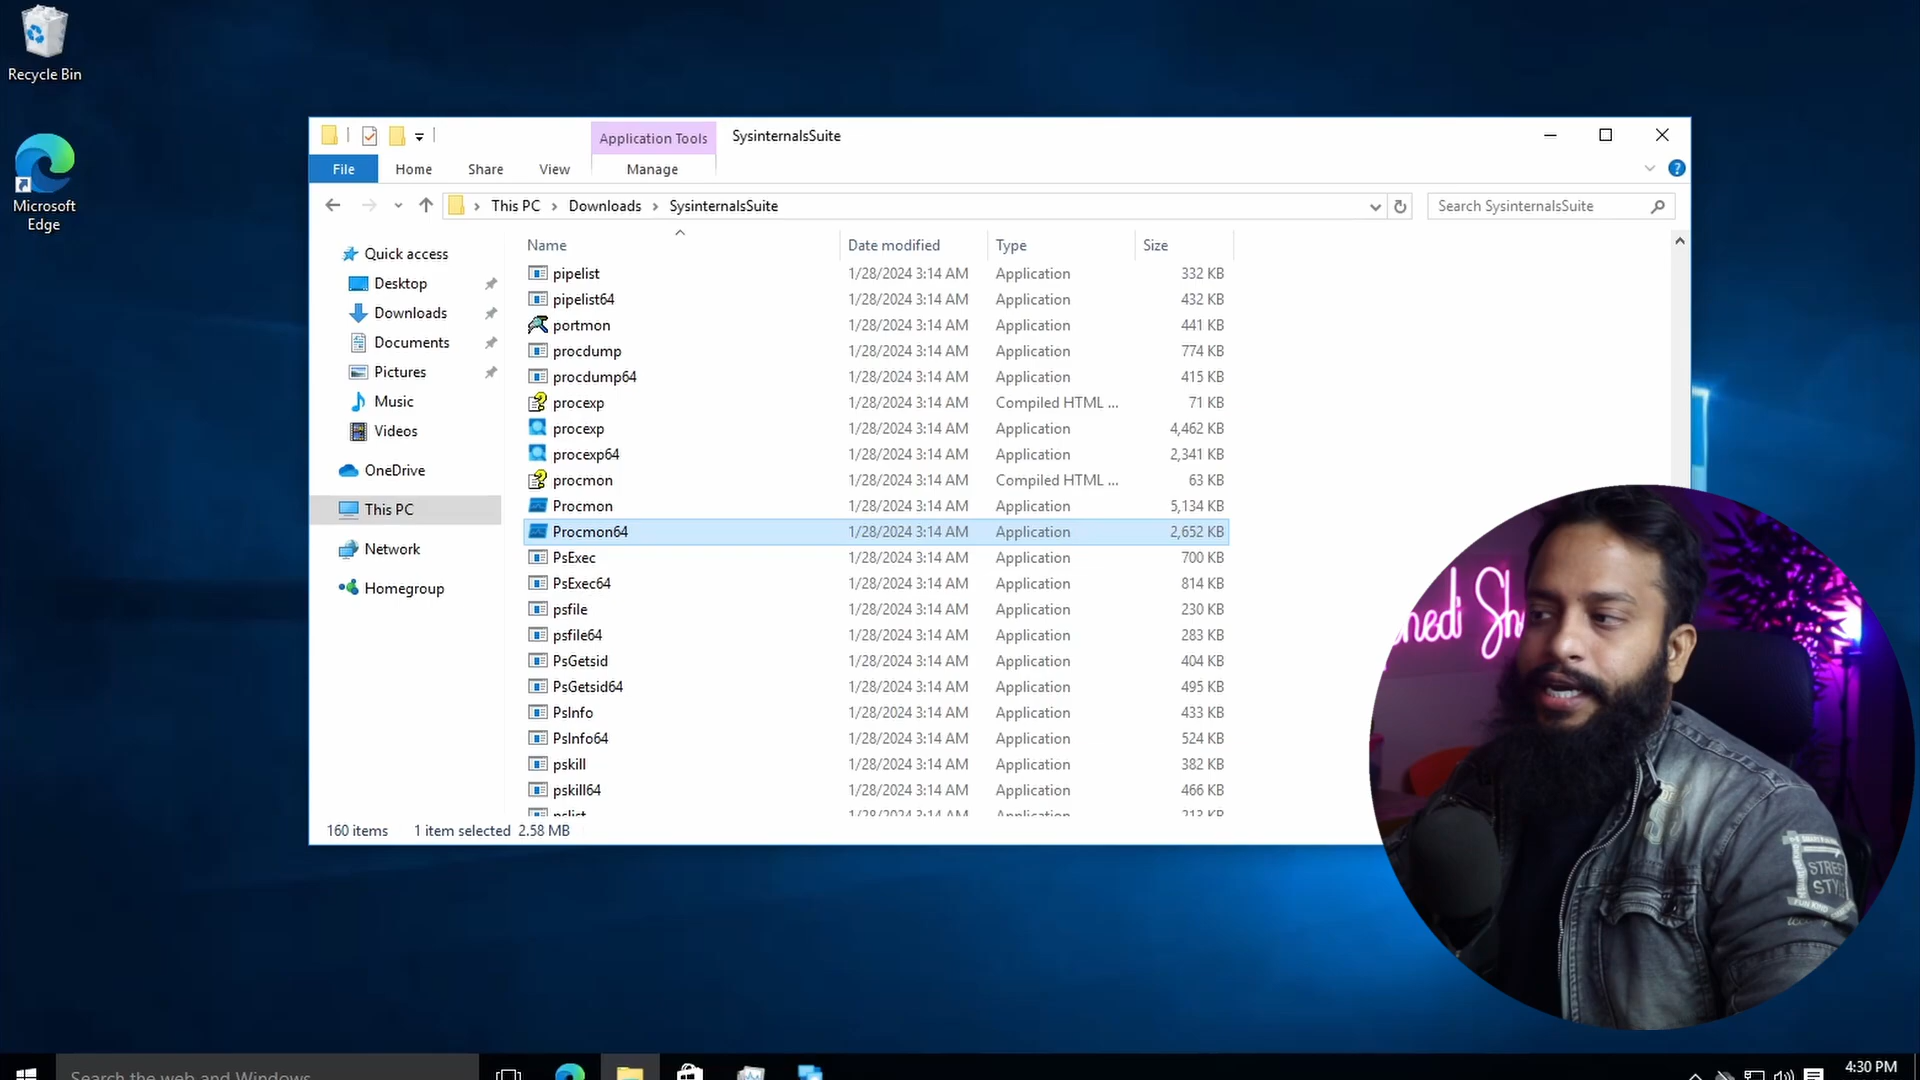 Recycle Bin
Microsoft
Edge
Application Tools
SysinternalsSuite
File
Home
Share
View
Manage
This PC
Downloads
SysinternalsSuite
Search SysinternalsSuite
Quick access
Desktop
Downloads
Documents
Pictures
Music
Videos
OneDrive
This PC
Network
Homegroup
Name Date modified Type Size
pipelist 1/28/2024 3:14 AM Application 332 KB
pipelist64 1/28/2024 3:14 AM Application 432 KB
portmon 1/28/2024 3:14 AM Application 441 KB
procdump 1/28/2024 3:14 AM Application 774 KB
procdump64 1/28/2024 3:14 AM Application 415 KB
procexp 1/28/2024 3:14 AM Compiled HTML ... 71 KB
procexp 1/28/2024 3:14 AM Application 4,462 KB
procexp64 1/28/2024 3:14 AM Application 2,341 KB
procmon 1/28/2024 3:14 AM Compiled HTML ... 63 KB
Procmon 1/28/2024 3:14 AM Application 5,134 KB
Procmon64 1/28/2024 3:14 AM Application 2,652 KB
PsExec 1/28/2024 3:14 AM Application 700 KB
PsExec64 1/28/2024 3:14 AM Application 814 KB
psfile 1/28/2024 3:14 AM Application 230 KB
psfile64 1/28/2024 3:14 AM Application 283 KB
PsGetsid 1/28/2024 3:14 AM Application 404 KB
PsGetsid64 1/28/2024 3:14 AM Application 495 KB
PsInfo 1/28/2024 3:14 AM Application 433 KB
PsInfo64 1/28/2024 3:14 AM Application 524 KB
pskill 1/28/2024 3:14 AM Application 382 KB
pskill64 1/28/2024 3:14 AM Application 466 KB
160 items 1 item selected 2.58 MB
STREET
STYLE
Search the web and Windows
4:30 PM